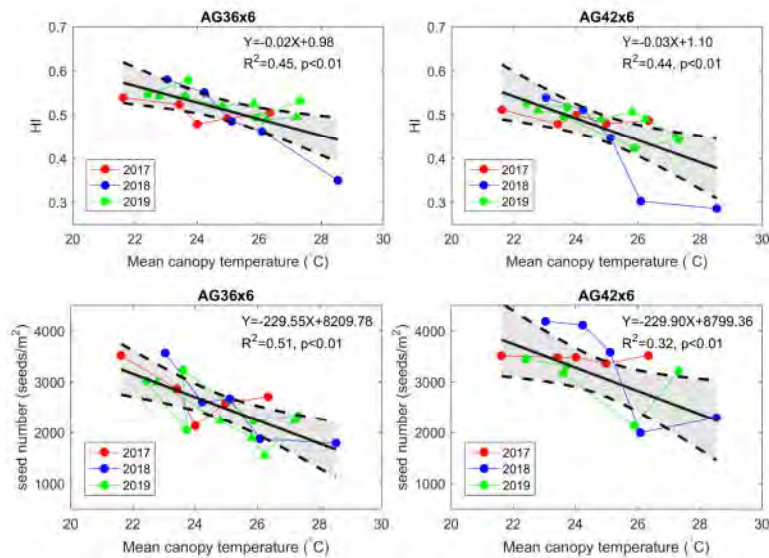 AG36x6
Y=-0.02X+0.98
R²=0.45, p<0.01
0.7
0.6
0.5
0.4
0.3
HI
2017
2018
2019
20 22 24 26 28 30
Mean canopy temperature (°C)
AG42x6
Y=-0.03X+1.10
R²=0.44, p<0.01
0.7
0.6
0.5
0.4
0.3
HI
2017
2018
2019
20 22 24 26 28 30
Mean canopy temperature (°C)
AG36x6
Y=-229.55X+8209.78
R²=0.51, p<0.01
4000
3000
2000
1000
seed number (seeds/m²)
2017
2018
2019
20 22 24 26 28 30
Mean canopy temperature (°C)
AG42x6
Y=-229.90X+8799.36
R²=0.32, p<0.01
4000
3000
2000
1000
seed number (seeds/m²)
2017
2018
2019
20 22 24 26 28 30
Mean canopy temperature (°C)